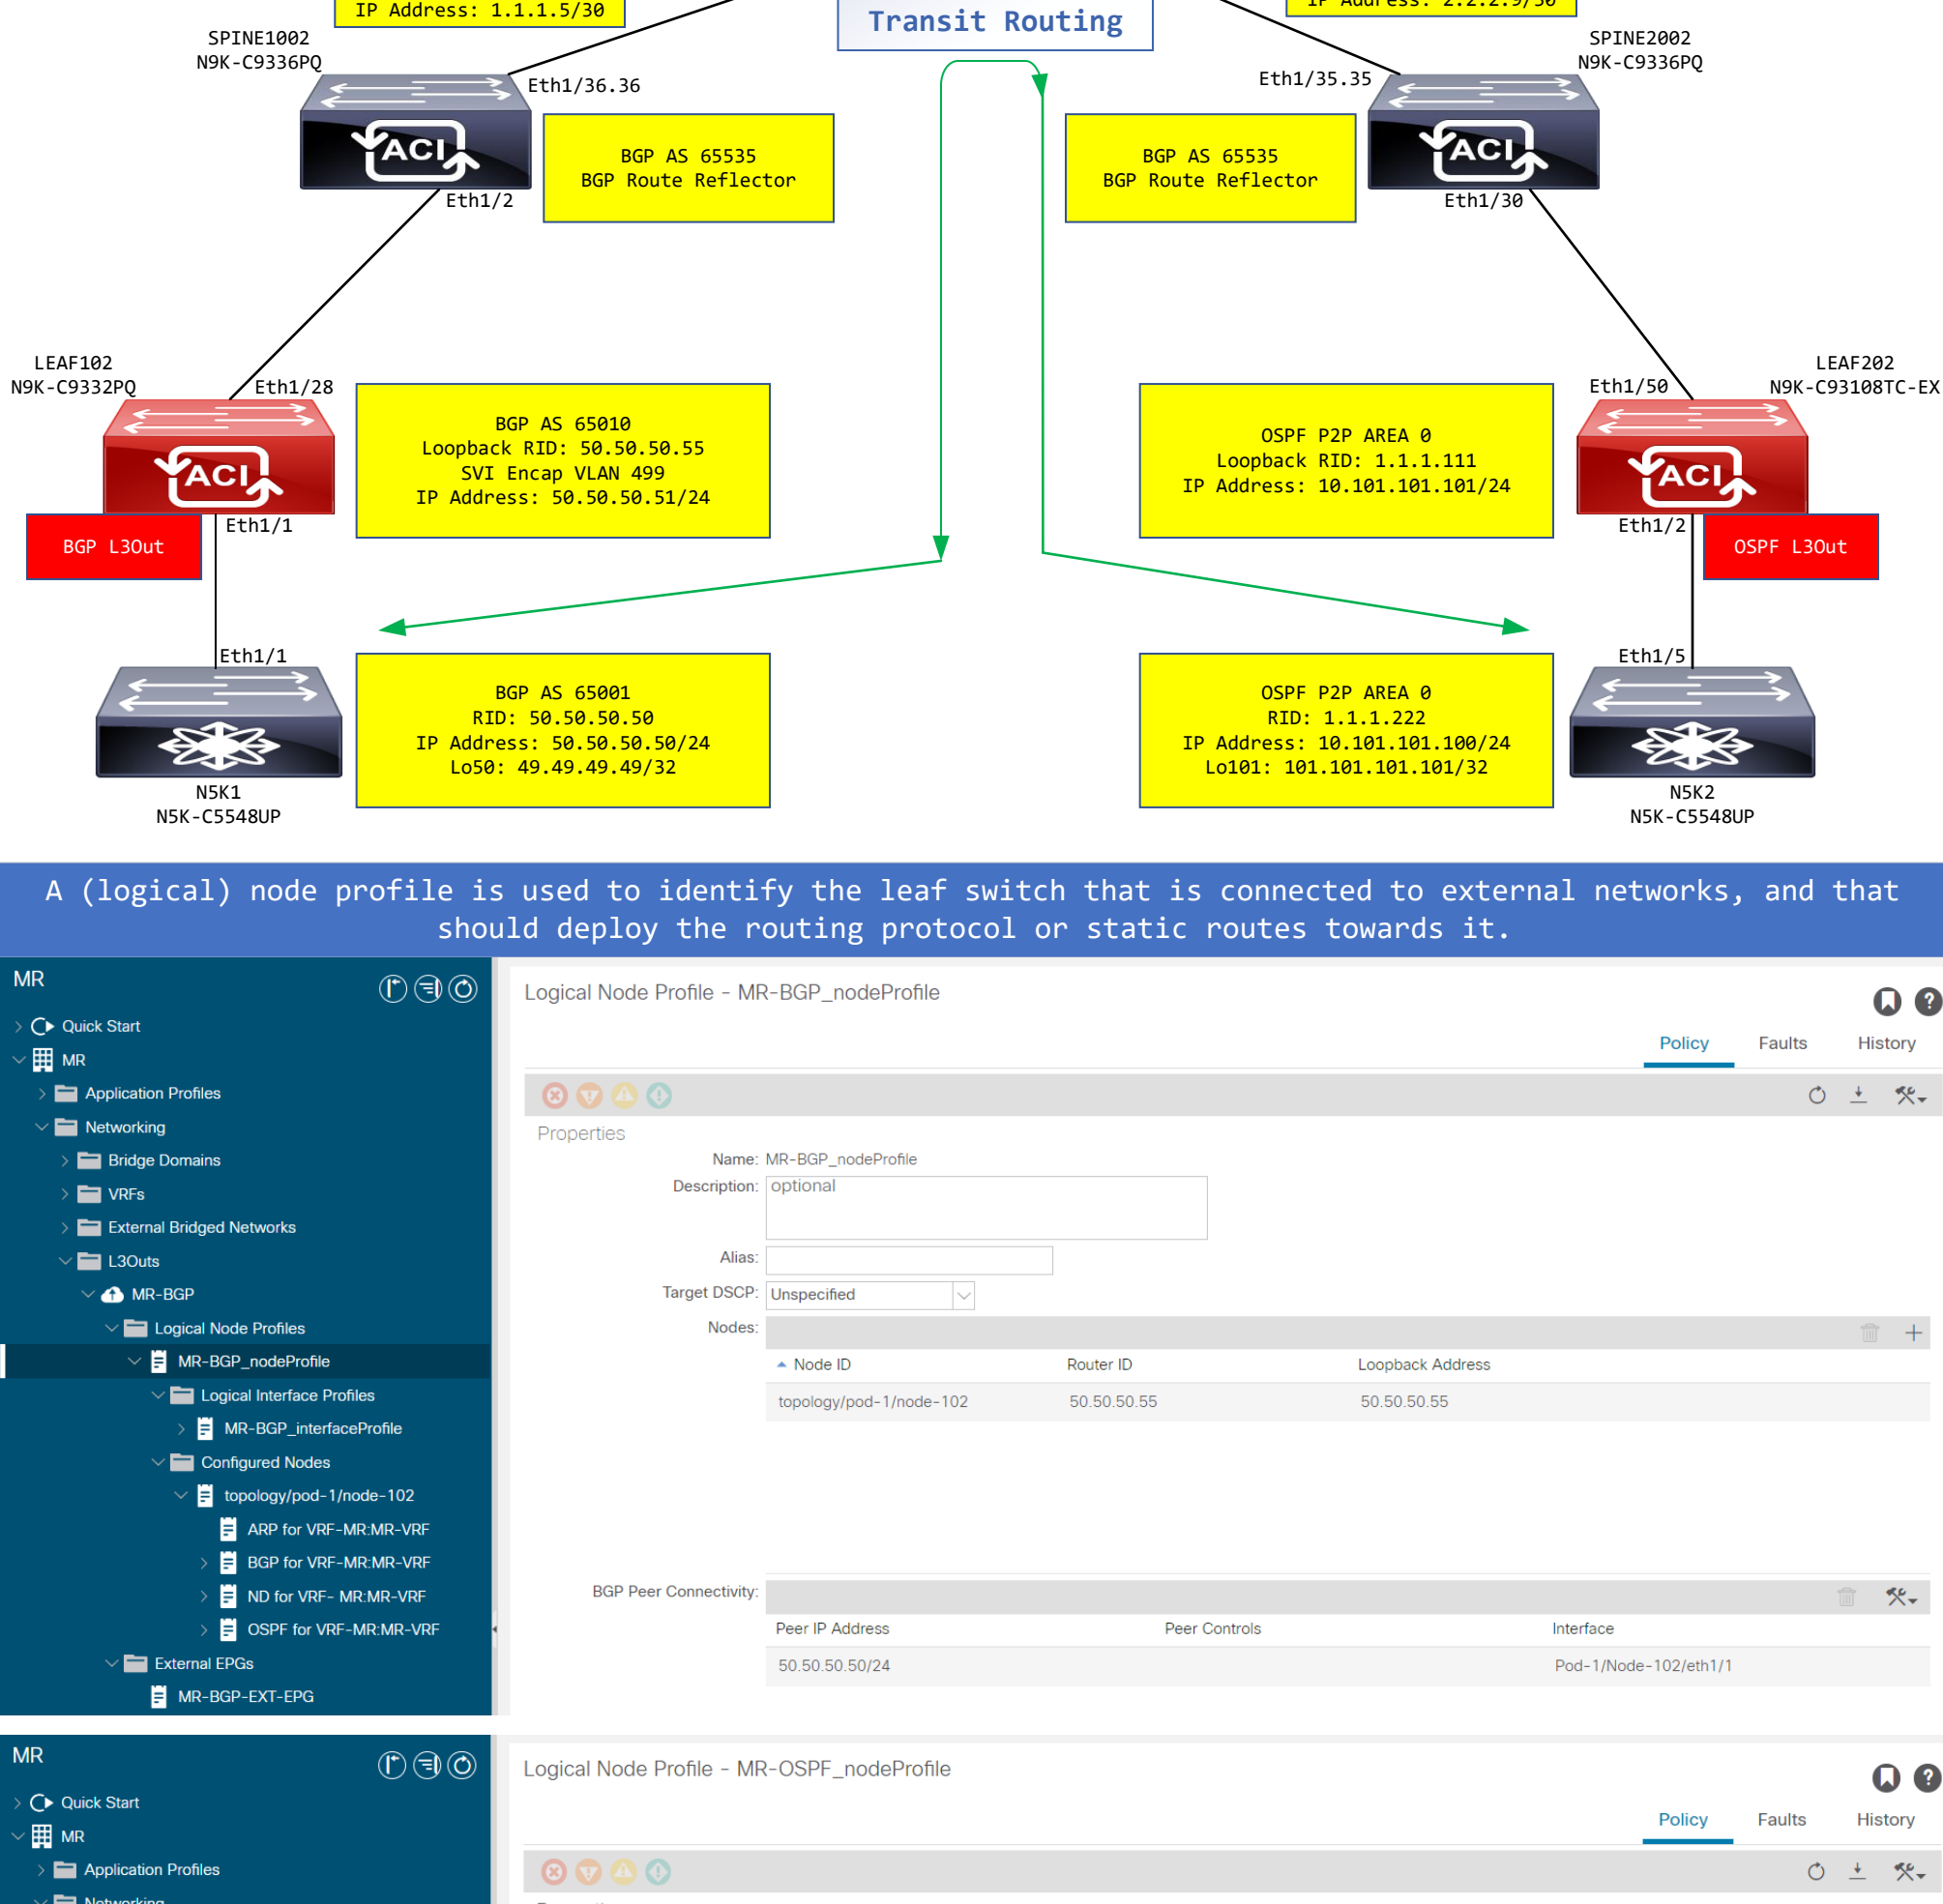 IP Address: 1.1.1.5/30
IP Address: 2.2.2.9/30
Transit Routing
SPINE1002
N9K-C9336PQ
SPINE2002
N9K-C9336PQ
Eth1/36.36
Eth1/35.35
ACI
BGP AS 65535
BGP Route Reflector
BGP AS 65535
BGP Route Reflector
ACI
Eth1/2
Eth1/30
LEAF102
N9K-C9332PQ
Eth1/28
LEAF202
N9K-C93108TC-EX
Eth1/50
ACI
BGP AS 65010
Loopback RID: 50.50.50.55
SVI Encap VLAN 499
IP Address: 50.50.50.51/24
OSPF P2P AREA 0
Loopback RID: 1.1.1.111
IP Address: 10.101.101.101/24
ACI
Eth1/1
BGP L3Out
Eth1/2
OSPF L3Out
Eth1/1
Eth1/5
BGP AS 65001
RID: 50.50.50.50
IP Address: 50.50.50.50/24
Lo50: 49.49.49.49/32
OSPF P2P AREA 0
RID: 1.1.1.222
IP Address: 10.101.101.100/24
Lo101: 101.101.101.101/32
N5K1
N5K-C5548UP
N5K2
N5K-C5548UP
A (logical) node profile is used to identify the leaf switch that is connected to external networks, and that
should deploy the routing protocol or static routes towards it.
MR
Quick Start
MR
Application Profiles
Networking
Bridge Domains
VRFs
External Bridged Networks
L3Outs
MR-BGP
Logical Node Profiles
MR-BGP_nodeProfile
Logical Interface Profiles
MR-BGP_interfaceProfile
Configured Nodes
topology/pod-1/node-102
ARP for VRF-MR:MR-VRF
BGP for VRF-MR:MR-VRF
ND for VRF- MR:MR-VRF
OSPF for VRF-MR:MR-VRF
External EPGs
MR-BGP-EXT-EPG
Logical Node Profile - MR-BGP_nodeProfile
Policy Faults History
Properties
Name: MR-BGP_nodeProfile
Description: optional
Alias:
Target DSCP: Unspecified
Nodes:
Node ID Router ID Loopback Address
topology/pod-1/node-102 50.50.50.55 50.50.50.55
BGP Peer Connectivity:
Peer IP Address Peer Controls Interface
50.50.50.50/24 Pod-1/Node-102/eth1/1
MR
Quick Start
MR
Application Profiles
Networking
Logical Node Profile - MR-OSPF_nodeProfile
Policy Faults History